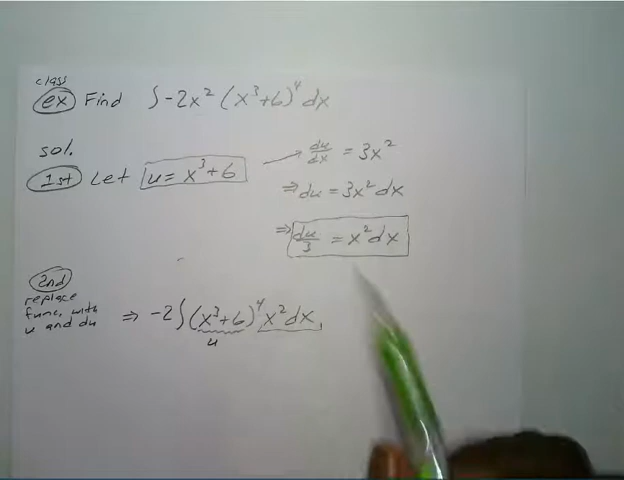 class
ex Find ∫-2x² (x³+6)⁴ dx
sol.
1st Let u = x³+6 → du/dx = 3x²
⇒ du = 3x² dx
⇒ du/3 = x² dx
2nd
replace
func. with
u and du
⇒ -2∫(x³+6)⁴ x² dx
u